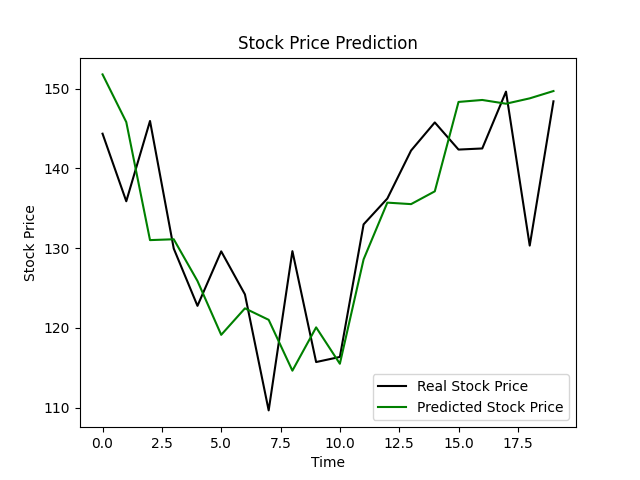 Stock Price Prediction
Stock Price
150
140
130
120
110
Real Stock Price
Predicted Stock Price
0.0 2.5 5.0 7.5 10.0 12.5 15.0 17.5
Time